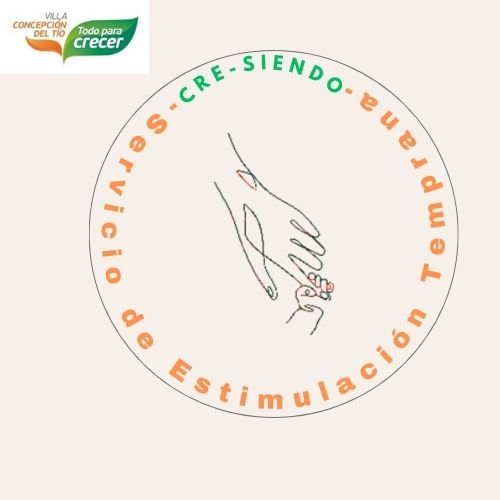 VILLA
CONCEPCIÓN
DEL TÍO
Todo para
crecer
-CRE-SIENDO-
Servicio de Estimulación Temprana